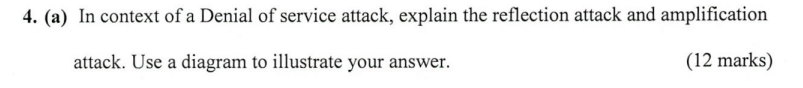 4. (a) In context of a Denial of service attack, explain the reflection attack and amplification
attack. Use a diagram to illustrate your answer. (12 marks)